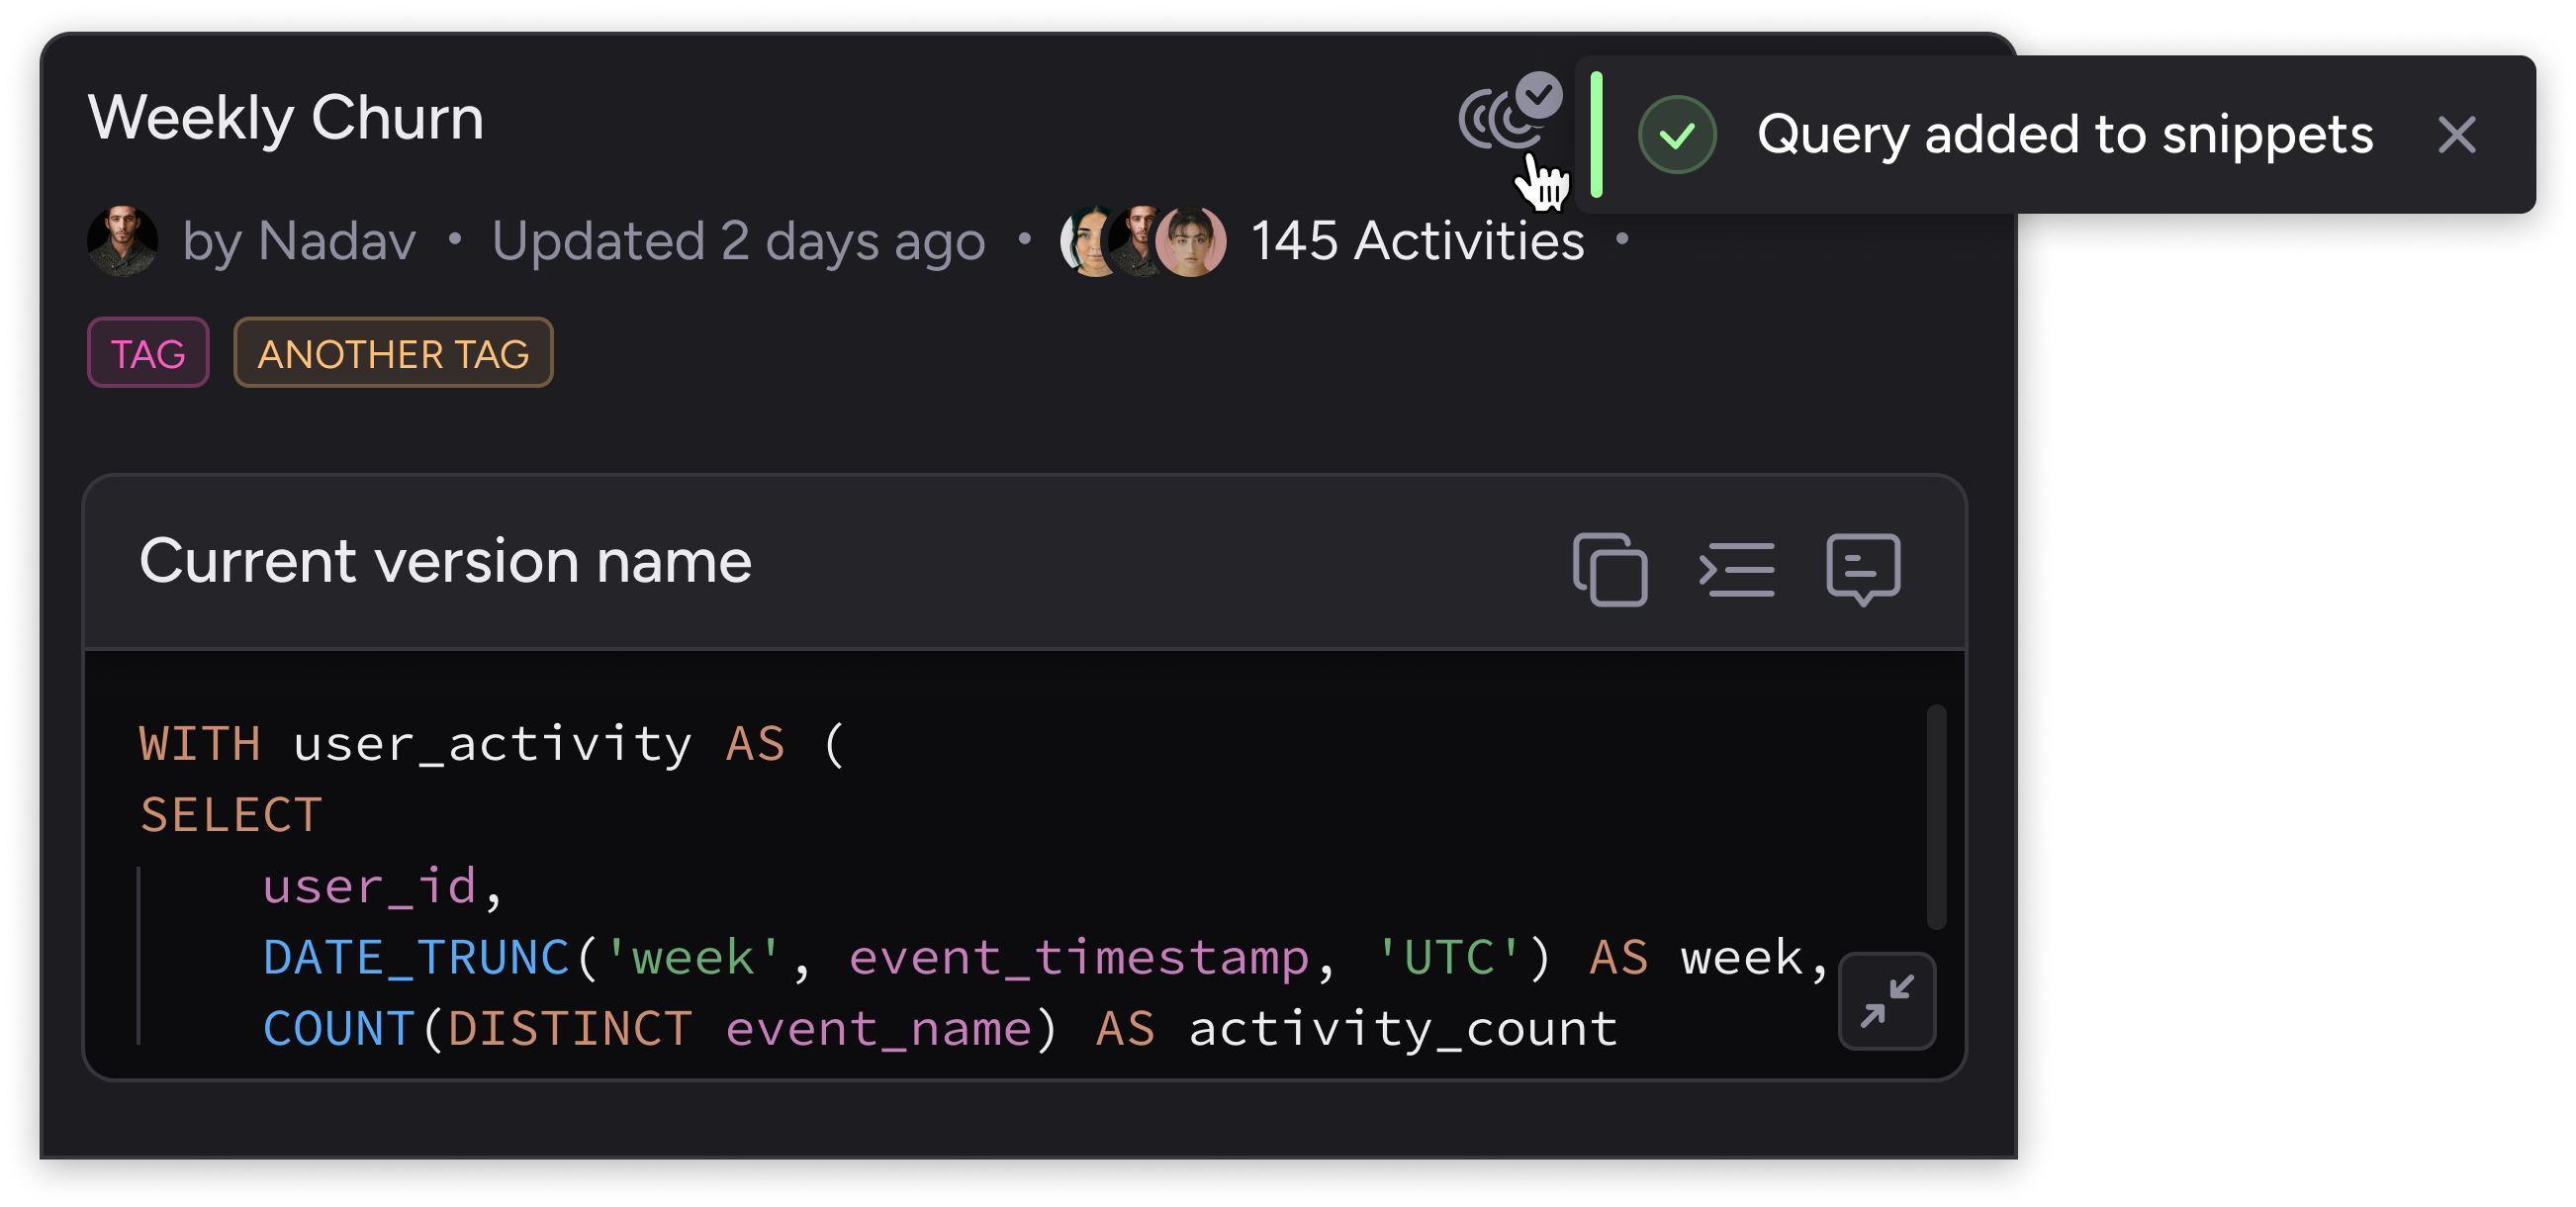 Weekly Churn
Query added to snippets
by Nadav • Updated 2 days ago • 145 Activities •
TAG ANOTHER TAG
Current version name
WITH user_activity AS (
SELECT
user_id,
DATE_TRUNC('week', event_timestamp, 'UTC') AS week,
COUNT(DISTINCT event_name) AS activity_count